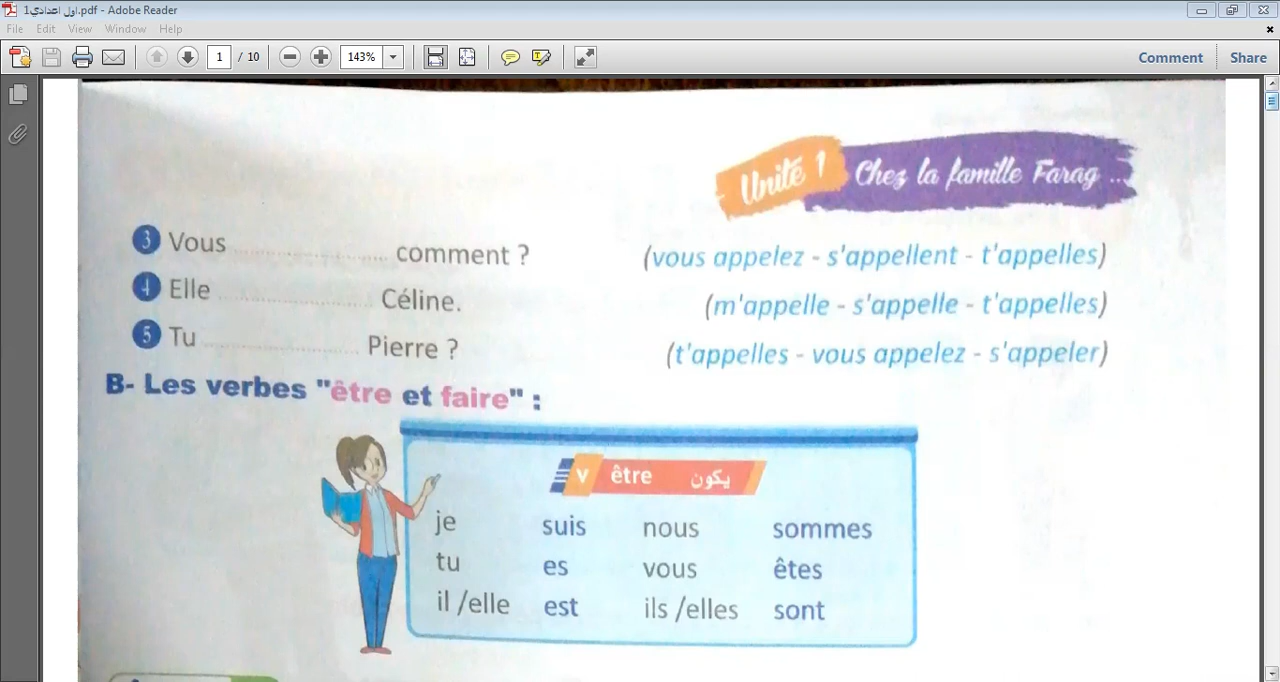 اول اعدادي1.pdf - Adobe Reader
File Edit View Window Help
1 / 10 143% Comment Share
Unité 1 Chez la famille Farag ...
3 Vous .................... comment ? (vous appelez - s'appellent - t'appelles)
4 Elle .................... Céline. (m'appelle - s'appelle - t'appelles)
5 Tu .................... Pierre ? (t'appelles - vous appelez - s'appeler)
B- Les verbes "être et faire" :
V être يكون
je suis nous sommes
tu es vous êtes
il /elle est ils /elles sont